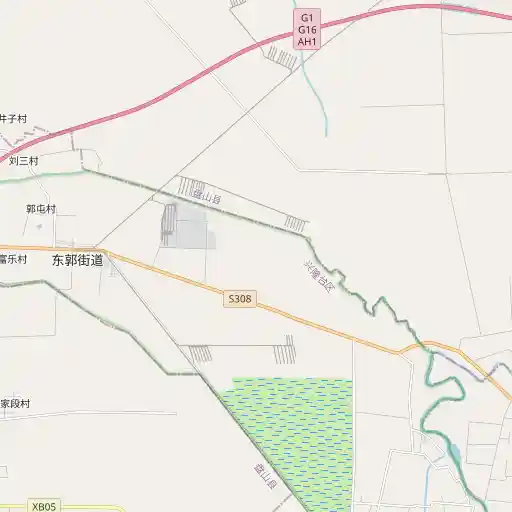 G1
G16
AH1
井子村
刘三村
盘山县
郭屯村
东郭街道
富乐村
兴隆台区
S308
家段村
盘山县
XB05